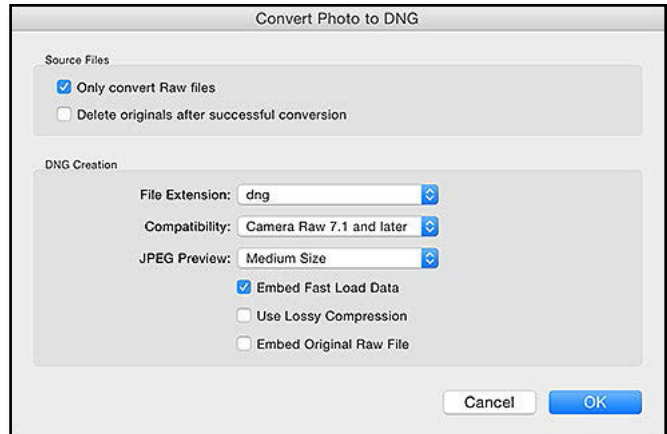 Convert Photo to DNG
Source Files
Only convert Raw files
Delete originals after successful conversion
DNG Creation
File Extension: dng
Compatibility: Camera Raw 7.1 and later
JPEG Preview: Medium Size
Embed Fast Load Data
Use Lossy Compression
Embed Original Raw File
Cancel OK